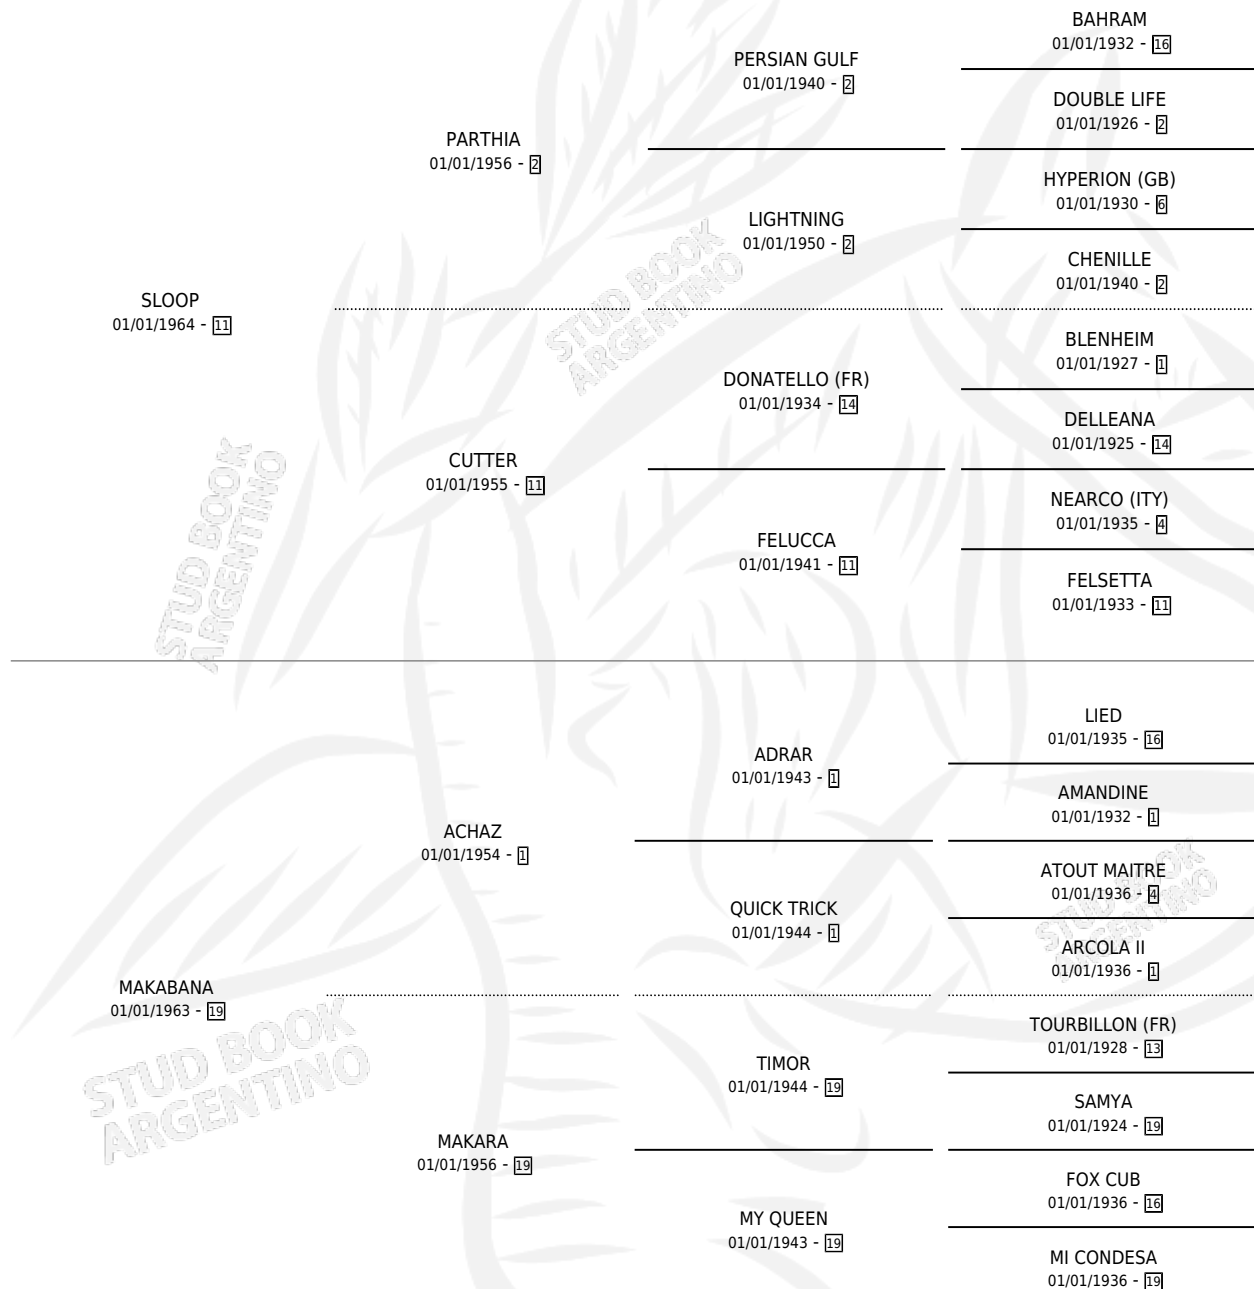 BAHRAM
01/01/1932 - 16
PERSIAN GULF
01/01/1940 - 2
DOUBLE LIFE
01/01/1926 - 2
PARTHIA
01/01/1956 - 2
HYPERION (GB)
01/01/1930 - 6
LIGHTNING
01/01/1950 - 2
CHENILLE
01/01/1940 - 2
SLOOP
01/01/1964 - 11
BLENHEIM
01/01/1927 - 1
DONATELLO (FR)
01/01/1934 - 14
DELLEANA
01/01/1925 - 14
CUTTER
01/01/1955 - 11
NEARCO (ITY)
01/01/1935 - 4
FELUCCA
01/01/1941 - 11
FELSETTA
01/01/1933 - 11
LIED
01/01/1935 - 16
ADRAR
01/01/1943 - 1
AMANDINE
01/01/1932 - 1
ACHAZ
01/01/1954 - 1
ATOUT MAITRE
01/01/1936 - 4
QUICK TRICK
01/01/1944 - 1
ARCOLA II
01/01/1936 - 1
MAKABANA
01/01/1963 - 19
TOURBILLON (FR)
01/01/1928 - 13
TIMOR
01/01/1944 - 19
SAMYA
01/01/1924 - 19
MAKARA
01/01/1956 - 19
FOX CUB
01/01/1936 - 16
MY QUEEN
01/01/1943 - 19
MI CONDESA
01/01/1936 - 19
STUD BOOK
ARGENTINO
STUD BOOK
ARGENTINO
STUD BOOK
ARGENTINO
STUD BOOK
ARGENTINO